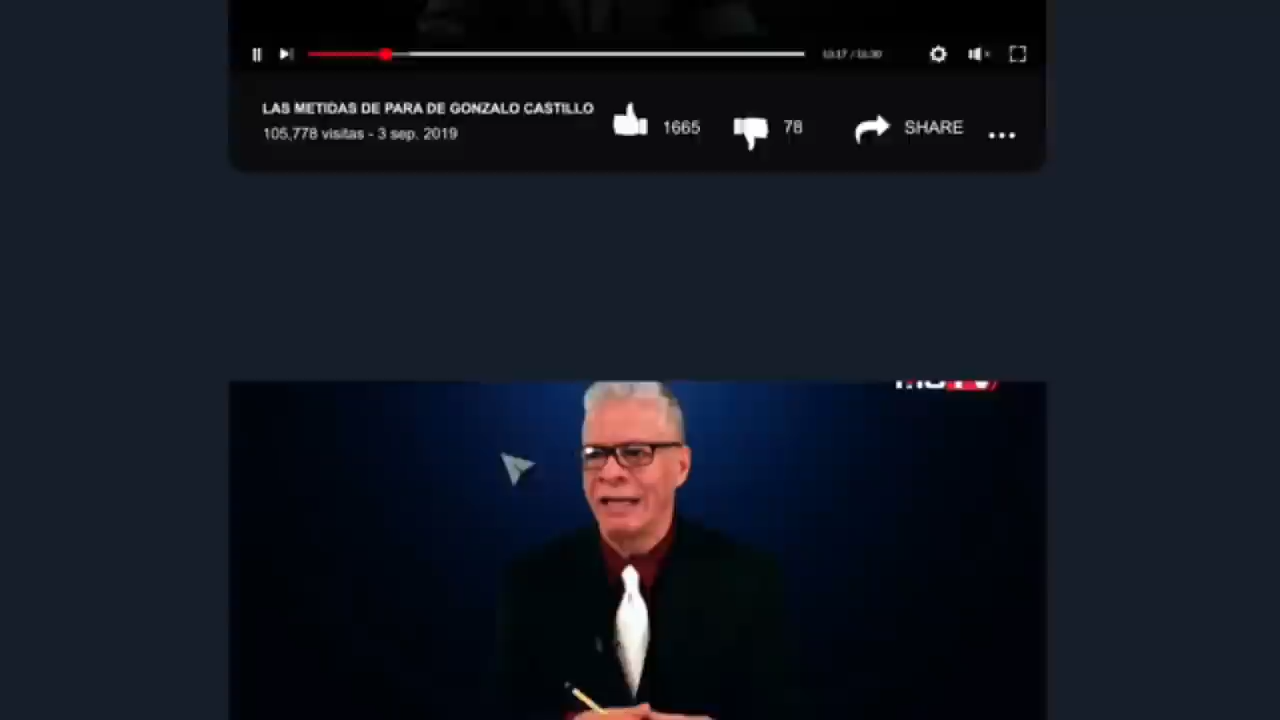 LAS METIDAS DE PARA DE GONZALO CASTILLO
105,778 visitas - 3 sep. 2019
1665
78
SHARE